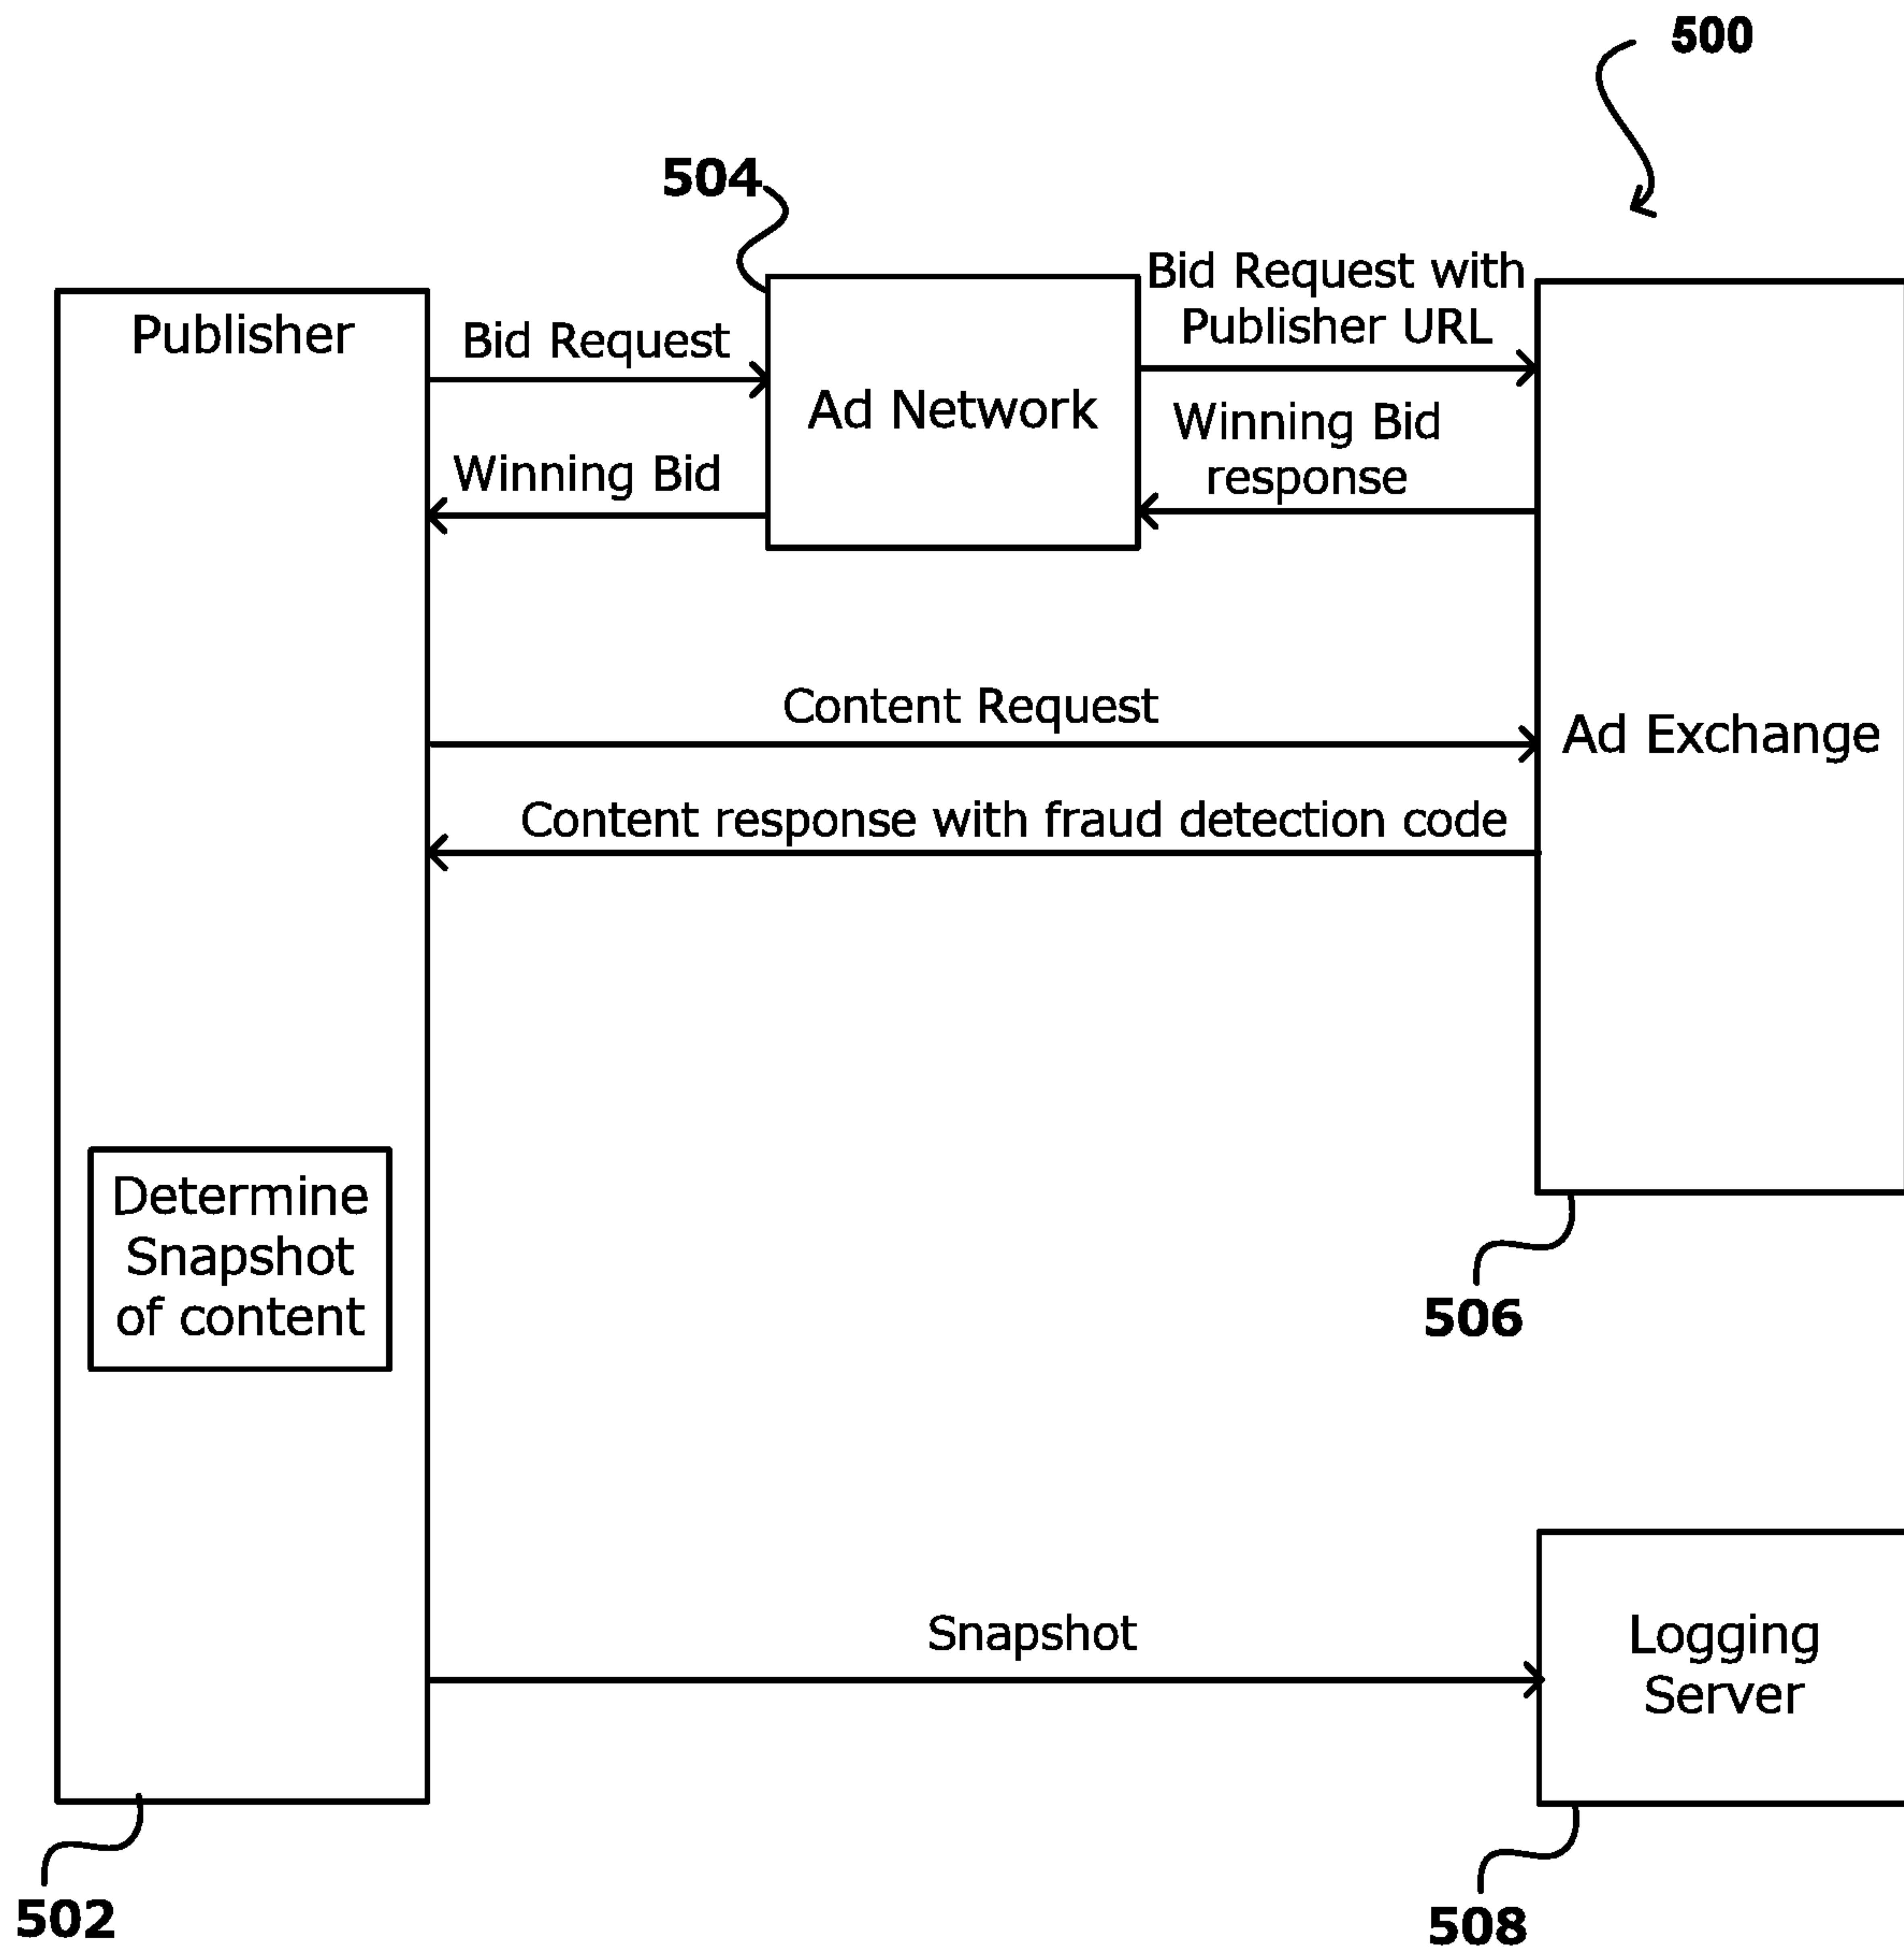 500
504
Bid Request with
Publisher URL
Publisher
Bid Request
Ad Network
Winning Bid
response
Winning Bid
Content Request
Ad Exchange
Content response with fraud detection code
Determine
Snapshot
of content
506
Snapshot
Logging
Server
502
508